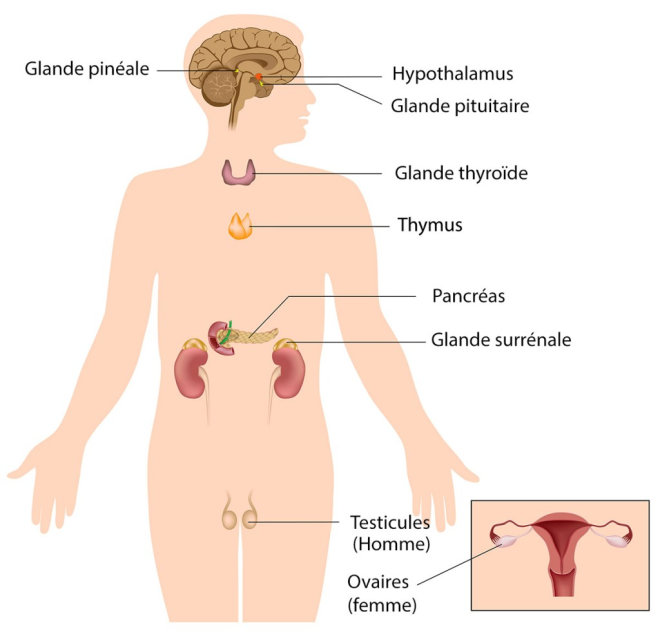 Glande pinéale
Hypothalamus
Glande pituitaire
Glande thyroïde
Thymus
Pancréas
Glande surrénale
Testicules
(Homme)
Ovaires
(femme)